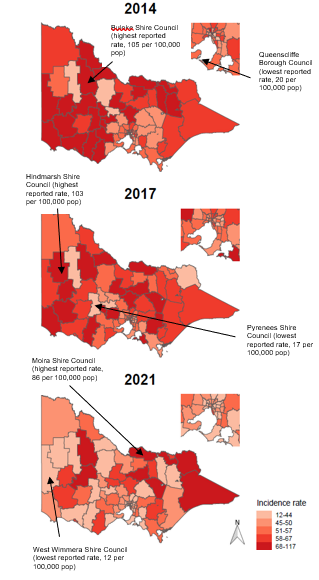 2014
Buloke Shire Council
(highest reported
rate, 105 per 100,000
pop)
Queenscliffe
Borough Council
(lowest reported
rate, 20 per
100,000 pop)
Hindmarsh Shire
Council (highest
reported rate, 103
per 100,000 pop)
2017
Pyrenees Shire
Council (lowest
reported rate, 17 per
100,000 pop)
Moira Shire Council
(highest reported rate,
86 per 100,000 pop)
2021
West Wimmera Shire Council
(lowest reported rate, 12 per
100,000 pop)
Incidence rate
12-44
45-50
51-57
58-67
68-117
N